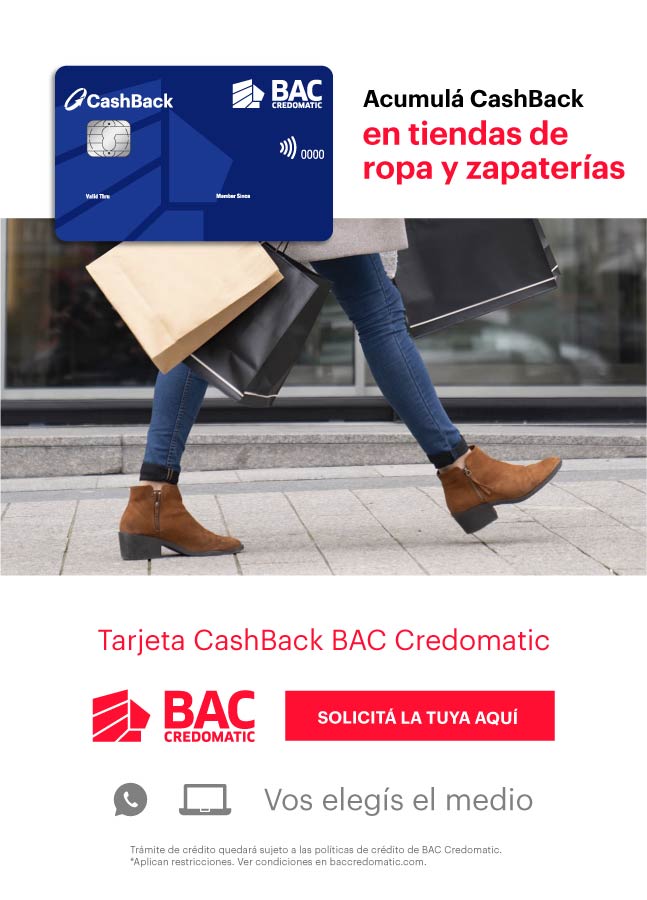 CashBack
BAC
CREDOMATIC
0000
Valid Thru
Member Since
Acumulá CashBack
en tiendas de
ropa y zapaterías
Tarjeta CashBack BAC Credomatic
BAC
CREDOMATIC
SOLICITÁ LA TUYA AQUÍ
Vos elegís el medio
Trámite de crédito quedará sujeto a las políticas de crédito de BAC Credomatic.
*Aplican restricciones. Ver condiciones en baccredomatic.com.